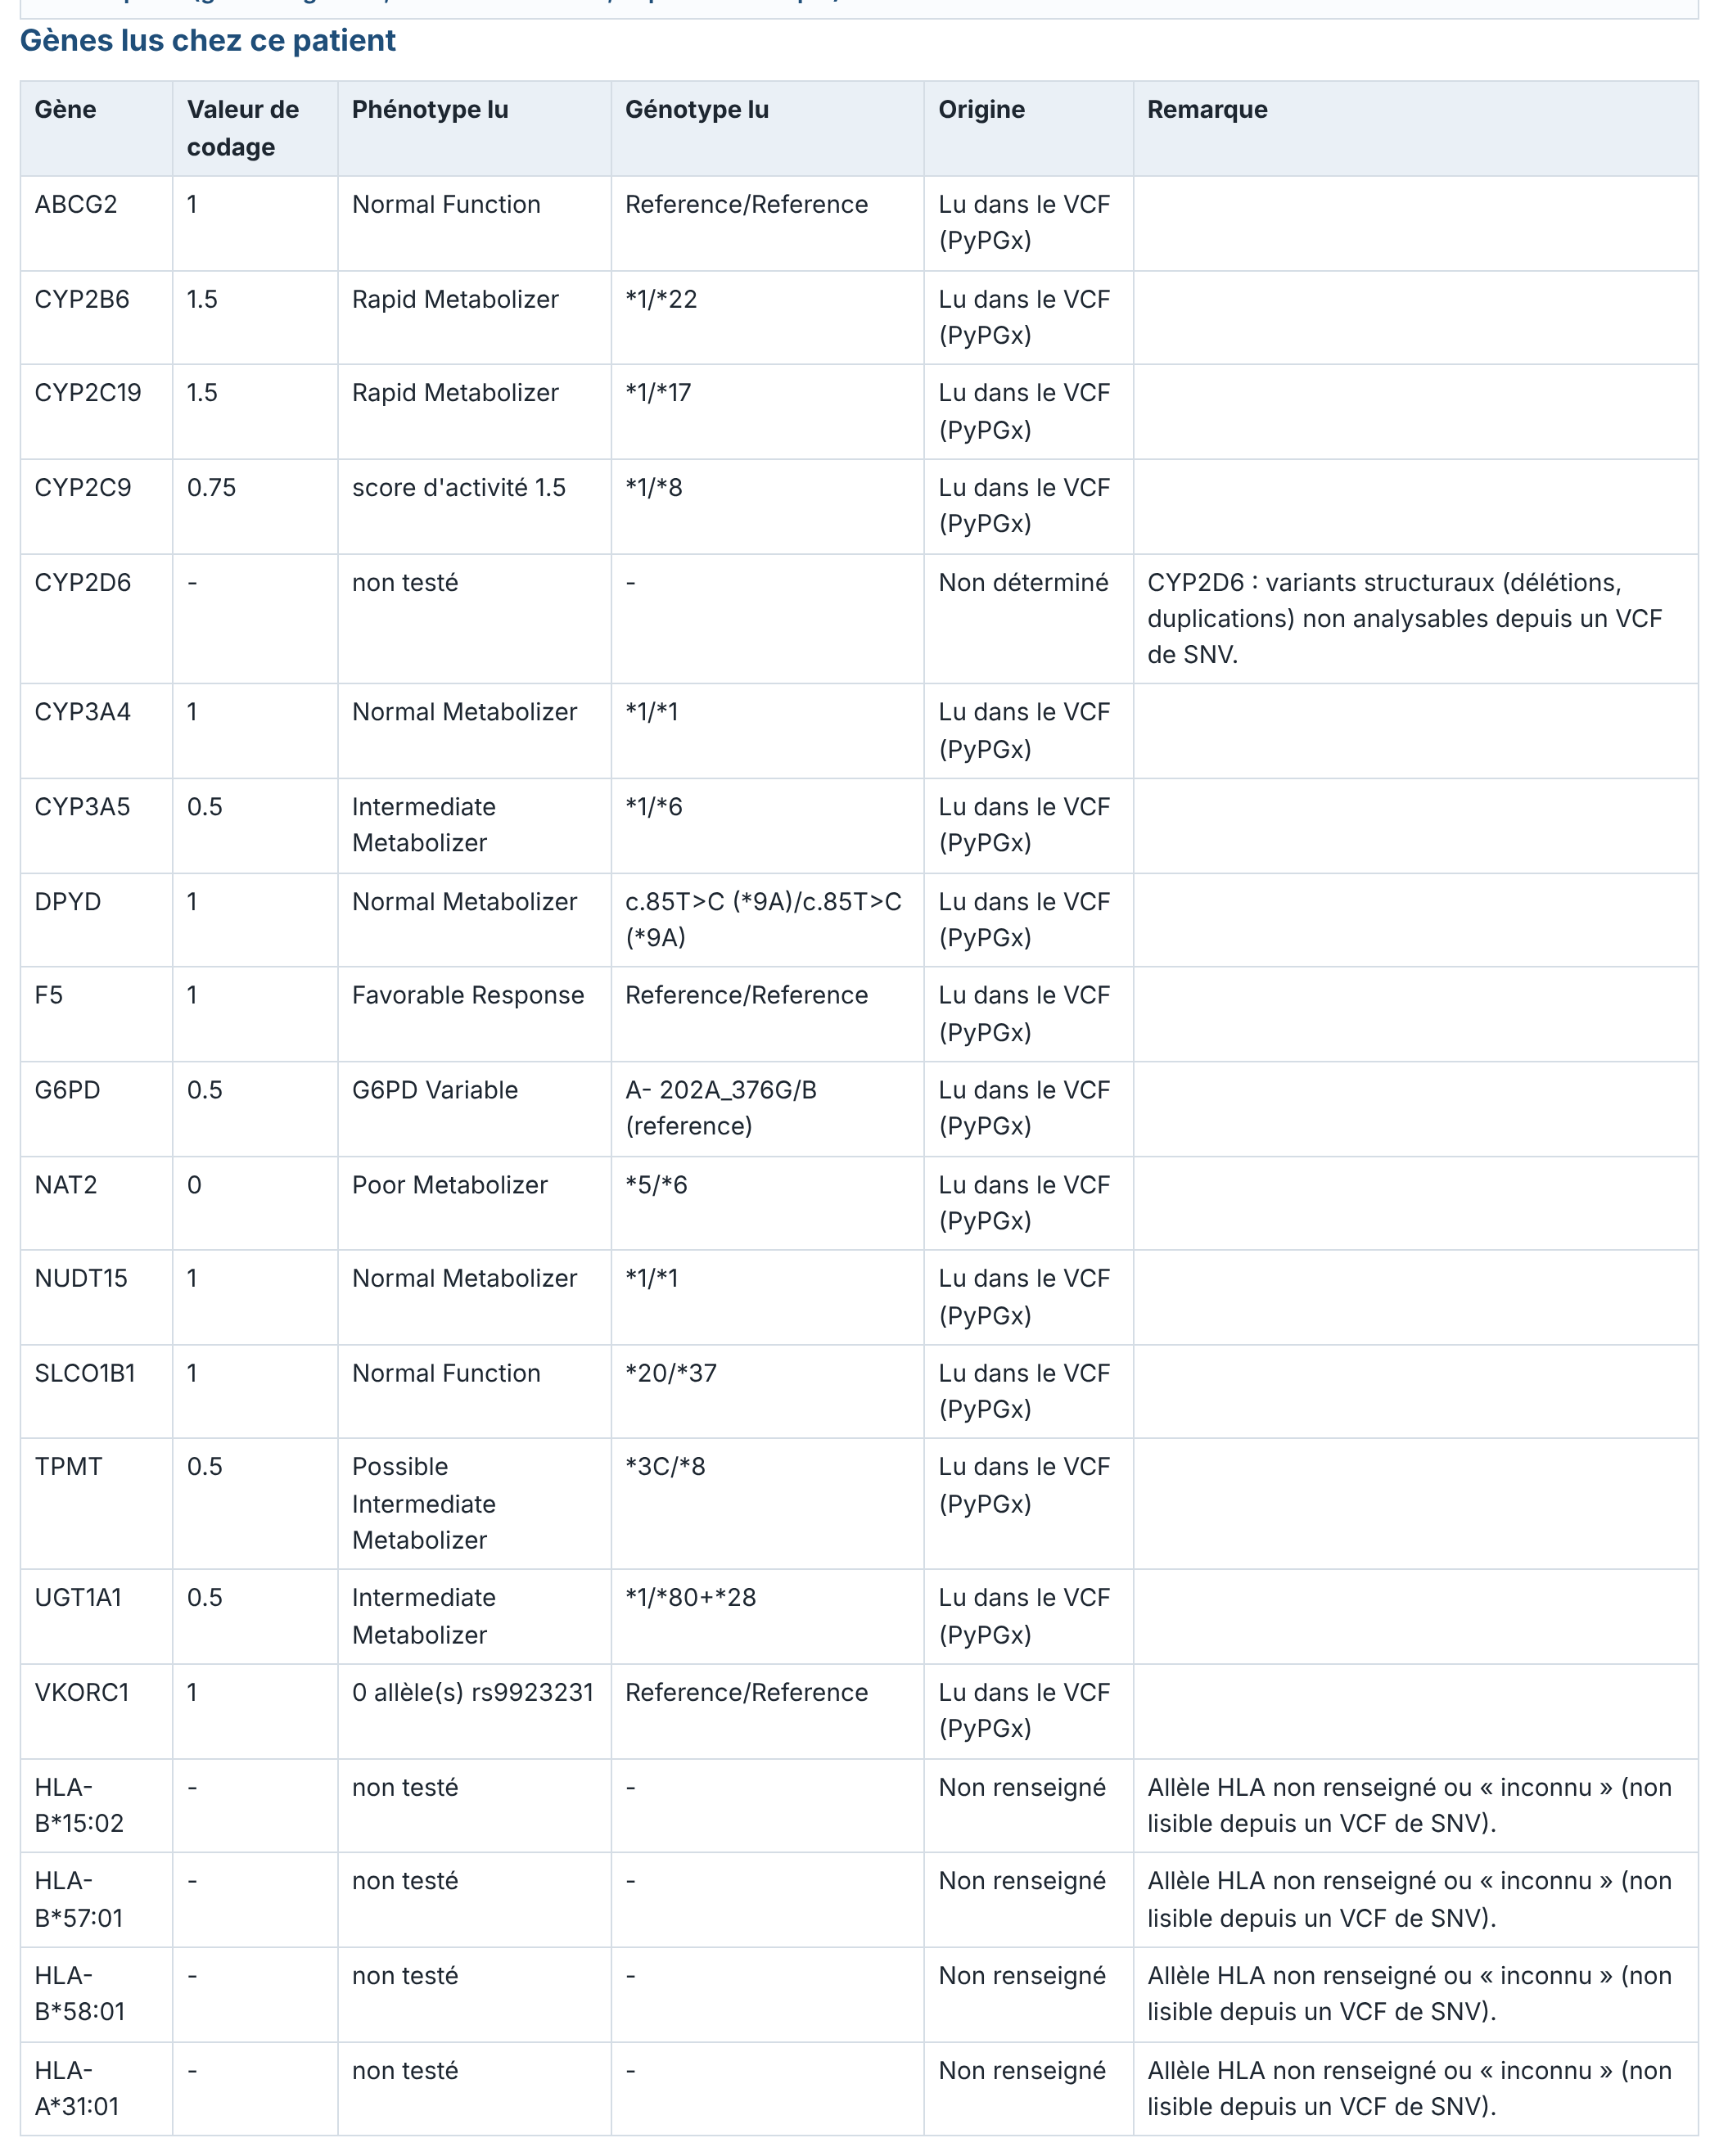 Gènes lus chez ce patient
Gène
Valeur de
codage
Phénotype lu
Génotype lu
Origine
Remarque
ABCG2
1
Normal Function
Reference/Reference
Lu dans le VCF
(PyPGx)
CYP2B6
1.5
Rapid Metabolizer
*1/*22
Lu dans le VCF
(PyPGx)
CYP2C19
1.5
Rapid Metabolizer
*1/*17
Lu dans le VCF
(PyPGx)
CYP2C9
0.75
score d'activité 1.5
*1/*8
Lu dans le VCF
(PyPGx)
CYP2D6
-
non testé
-
Non déterminé
CYP2D6 : variants structuraux (délétions,
duplications) non analysables depuis un VCF
de SNV.
CYP3A4
1
Normal Metabolizer
*1/*1
Lu dans le VCF
(PyPGx)
CYP3A5
0.5
Intermediate
Metabolizer
*1/*6
Lu dans le VCF
(PyPGx)
DPYD
1
Normal Metabolizer
c.85T>C (*9A)/c.85T>C
(*9A)
Lu dans le VCF
(PyPGx)
F5
1
Favorable Response
Reference/Reference
Lu dans le VCF
(PyPGx)
G6PD
0.5
G6PD Variable
A- 202A_376G/B
(reference)
Lu dans le VCF
(PyPGx)
NAT2
0
Poor Metabolizer
*5/*6
Lu dans le VCF
(PyPGx)
NUDT15
1
Normal Metabolizer
*1/*1
Lu dans le VCF
(PyPGx)
SLCO1B1
1
Normal Function
*20/*37
Lu dans le VCF
(PyPGx)
TPMT
0.5
Possible
Intermediate
Metabolizer
*3C/*8
Lu dans le VCF
(PyPGx)
UGT1A1
0.5
Intermediate
Metabolizer
*1/*80+*28
Lu dans le VCF
(PyPGx)
VKORC1
1
0 allèle(s) rs9923231
Reference/Reference
Lu dans le VCF
(PyPGx)
HLA-
B*15:02
-
non testé
-
Non renseigné
Allèle HLA non renseigné ou « inconnu » (non
lisible depuis un VCF de SNV).
HLA-
B*57:01
-
non testé
-
Non renseigné
Allèle HLA non renseigné ou « inconnu » (non
lisible depuis un VCF de SNV).
HLA-
B*58:01
-
non testé
-
Non renseigné
Allèle HLA non renseigné ou « inconnu » (non
lisible depuis un VCF de SNV).
HLA-
A*31:01
-
non testé
-
Non renseigné
Allèle HLA non renseigné ou « inconnu » (non
lisible depuis un VCF de SNV).